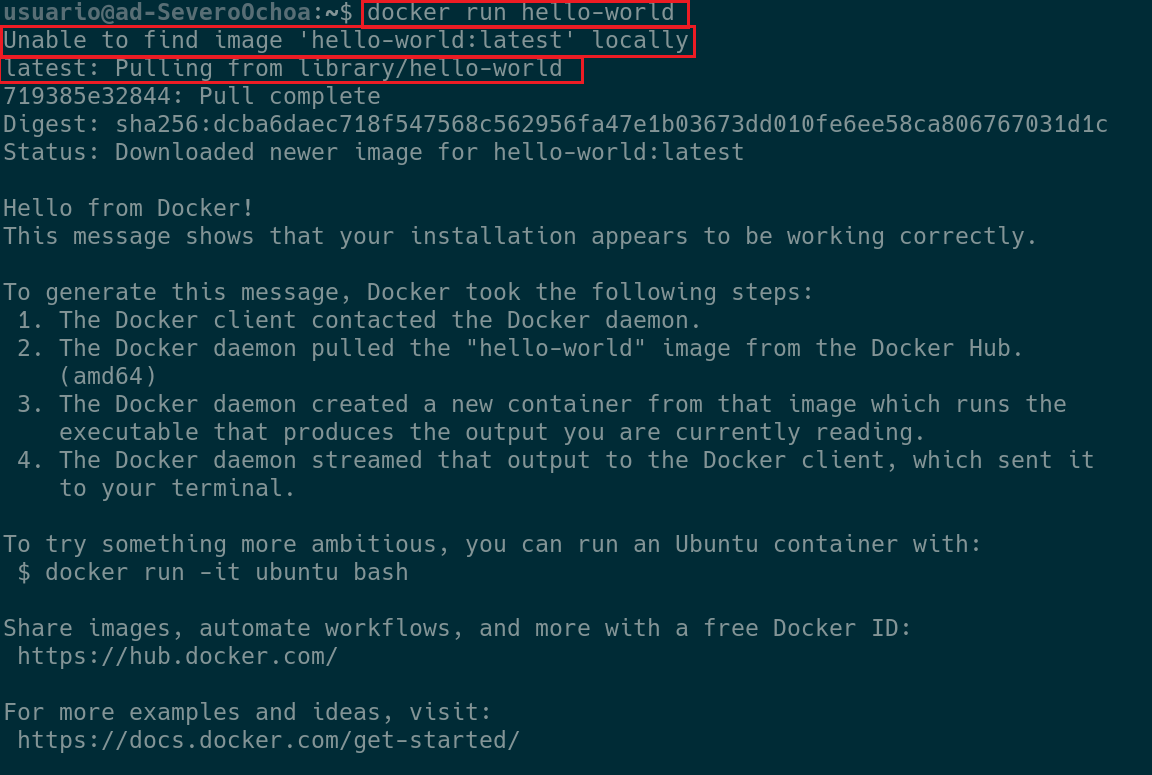 usuario@ad-SeveroOchoa:~$ docker run hello-world
Unable to find image 'hello-world:latest' locally
latest: Pulling from library/hello-world
719385e32844: Pull complete
Digest: sha256:dcba6daec718f547568c562956fa47e1b03673dd010fe6ee58ca806767031d1c
Status: Downloaded newer image for hello-world:latest

Hello from Docker!
This message shows that your installation appears to be working correctly.

To generate this message, Docker took the following steps:
 1. The Docker client contacted the Docker daemon.
 2. The Docker daemon pulled the "hello-world" image from the Docker Hub.
    (amd64)
 3. The Docker daemon created a new container from that image which runs the
    executable that produces the output you are currently reading.
 4. The Docker daemon streamed that output to the Docker client, which sent it
    to your terminal.

To try something more ambitious, you can run an Ubuntu container with:
 $ docker run -it ubuntu bash

Share images, automate workflows, and more with a free Docker ID:
 https://hub.docker.com/

For more examples and ideas, visit:
 https://docs.docker.com/get-started/